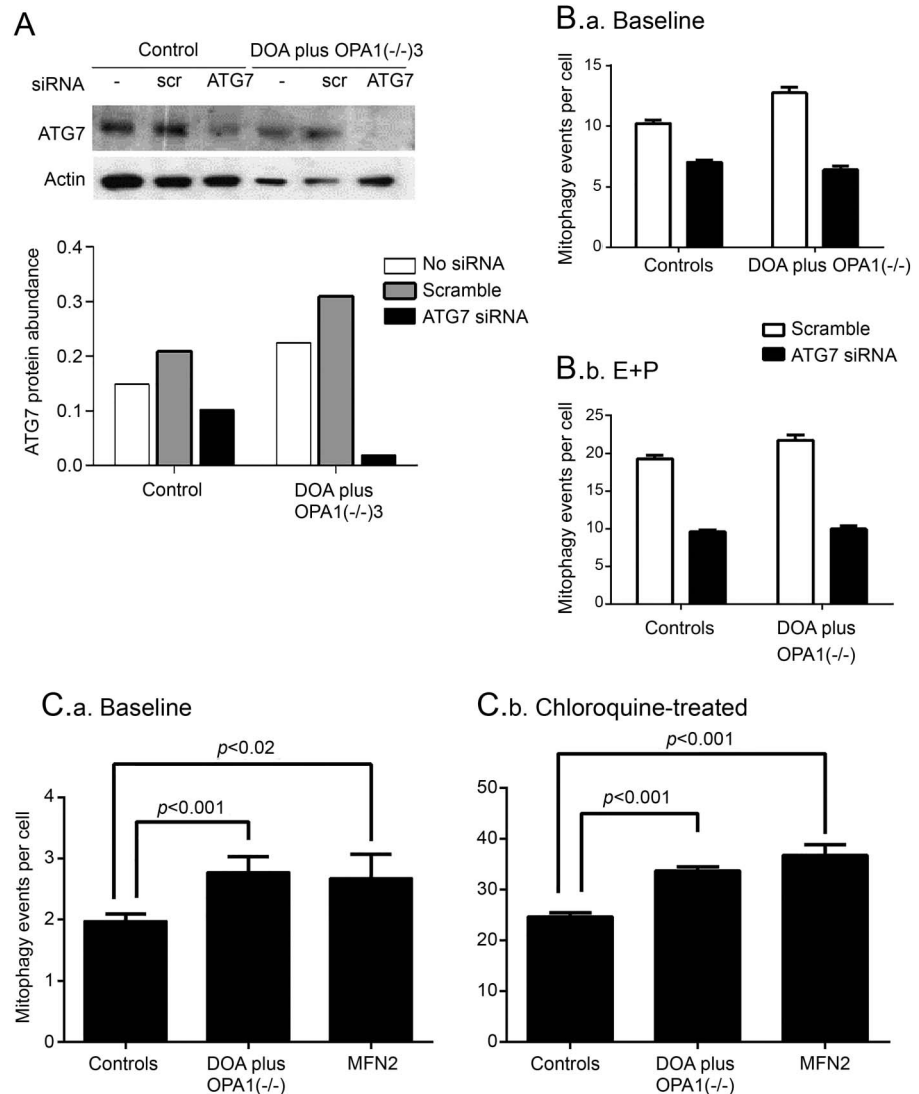 A
Control DOA plus OPA1(-/-)3
siRNA - scr ATG7 - scr ATG7
ATG7
Actin
0.4
0.3
0.2
0.1
0.0
ATG7 protein abundance
No siRNA
Scramble
ATG7 siRNA
Control
DOA plus
OPA1(-/-)3
B.a. Baseline
Mitophagy events per cell
15
10
5
0
Controls DOA plus OPA1(-/-)
Scramble
ATG7 siRNA
B.b. E+P
Mitophagy events per cell
25
20
15
10
5
0
Controls
DOA plus
OPA1(-/-)
C.a. Baseline
p<0.02
p<0.001
Mitophagy events per cell
4
3
2
1
0
Controls
DOA plus
OPA1(-/-)
MFN2
C.b. Chloroquine-treated
p<0.001
p<0.001
50
40
30
20
10
0
Controls
DOA plus
OPA1(-/-)
MFN2